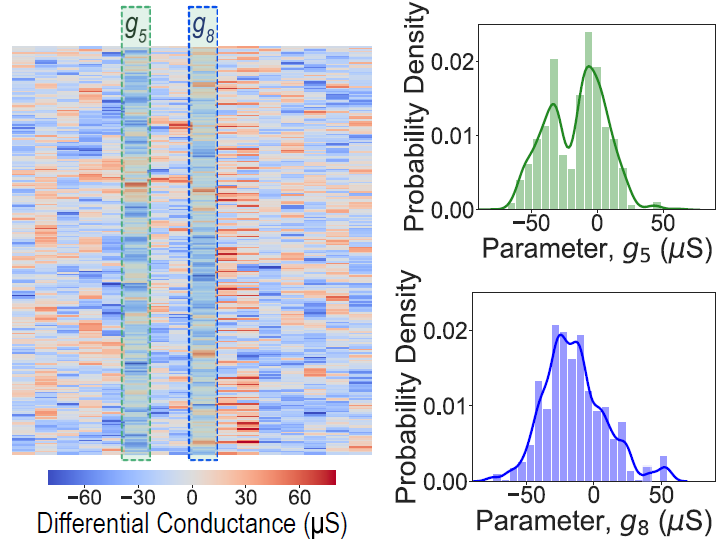 g5 g8
−60 −30 0 30 60
Differential Conductance (μS)
Probability Density
0.02
0.01
0.00
−50 0 50
Parameter, g5 (μS)
Probability Density
0.02
0.01
0.00
−50 0 50
Parameter, g8 (μS)